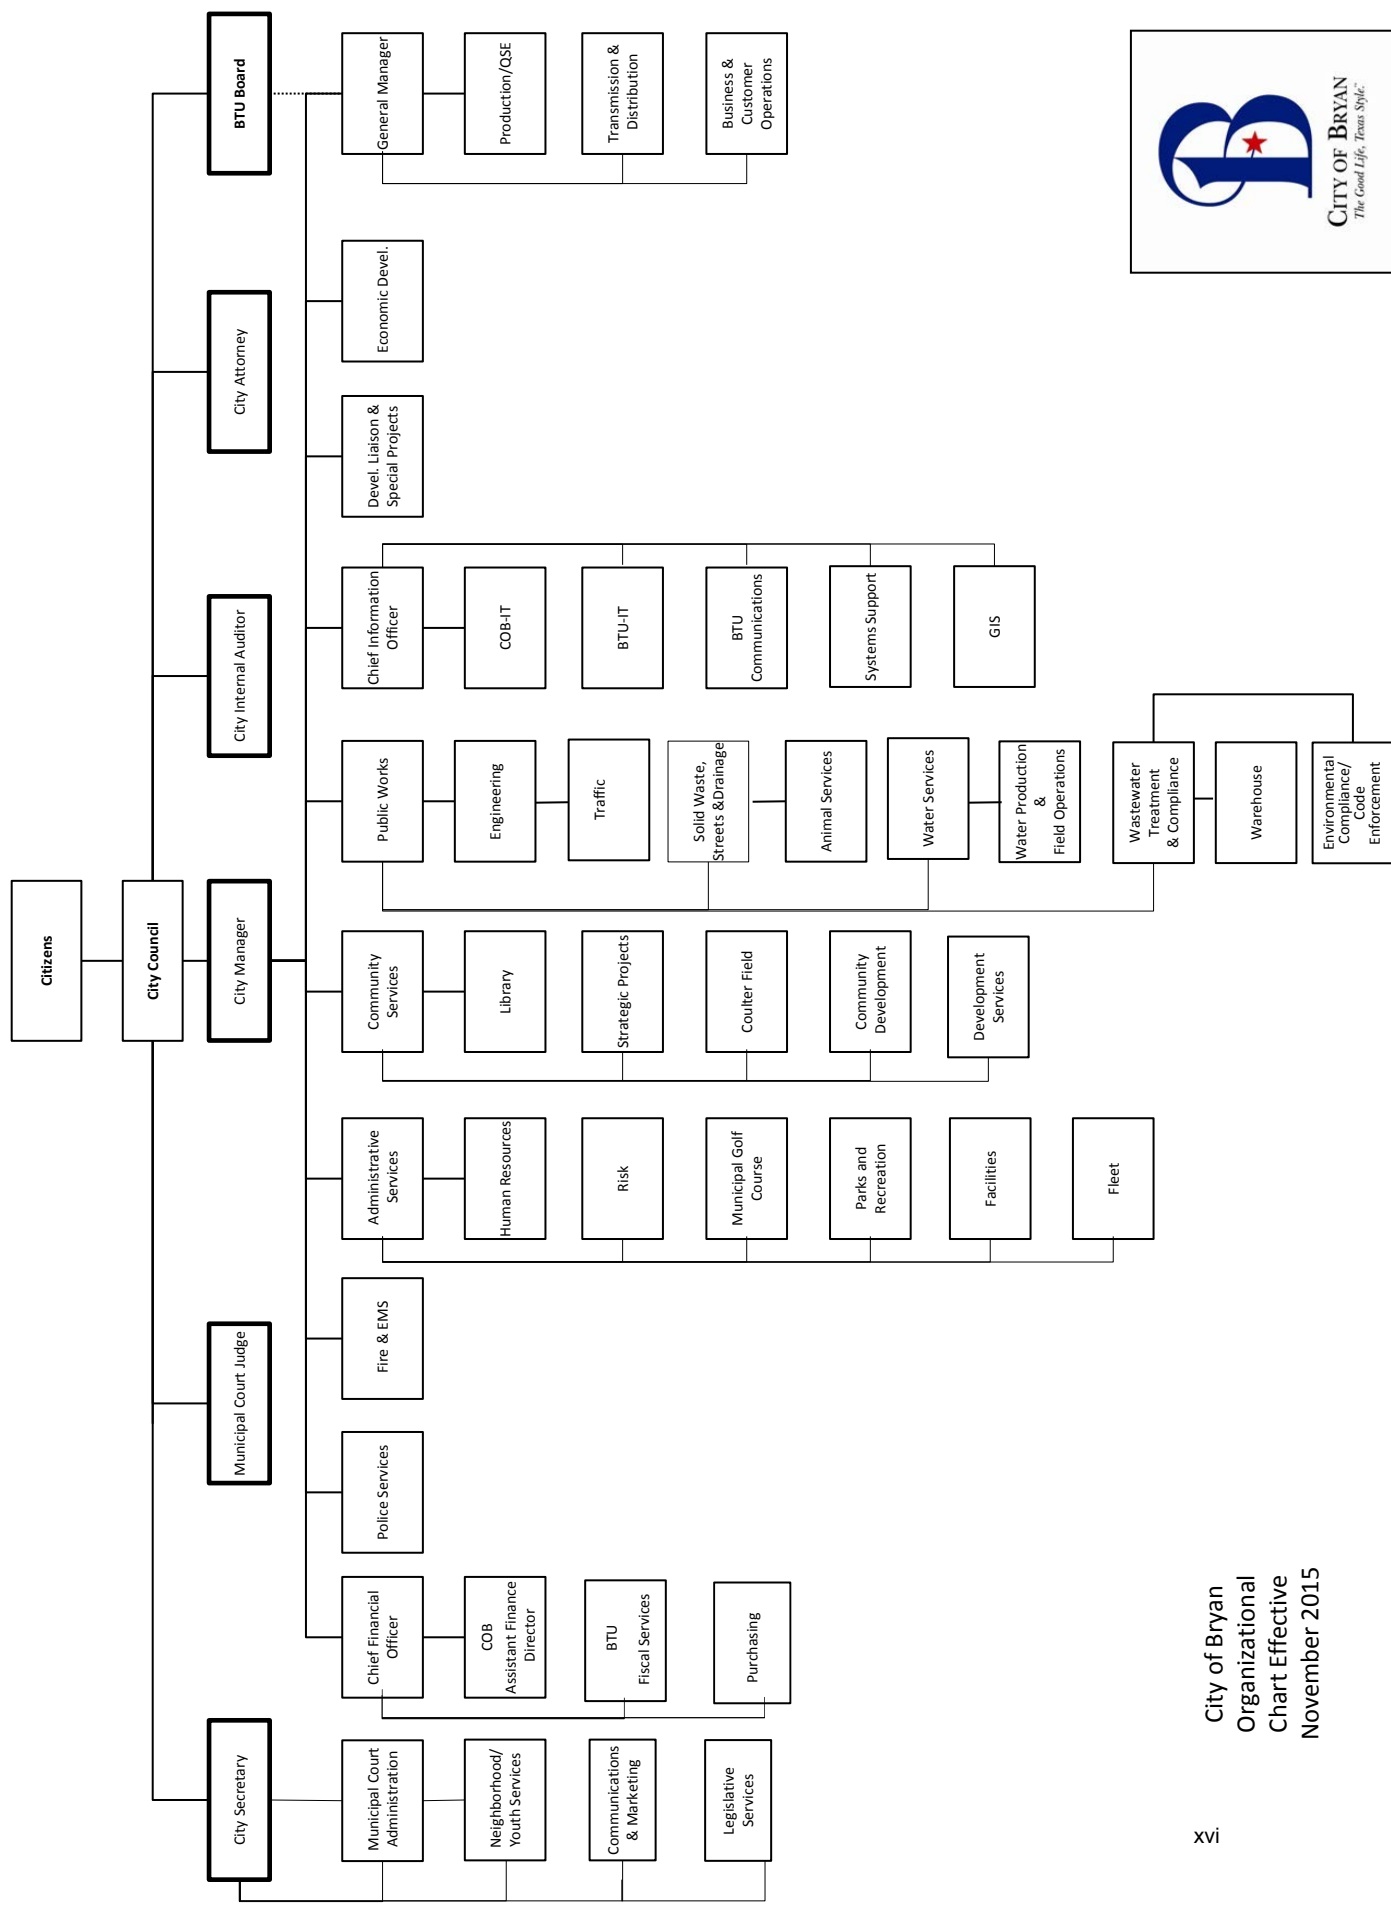 Citizens
City Council
City Secretary
Municipal Court Judge
City Manager
City Internal Auditor
City Attorney
BTU Board
Municipal Court
Administration
Neighborhood/
Youth Services
Communications
& Marketing
Legislative
Services
Chief Financial
Officer
COB
Assistant Finance
Director
BTU
Fiscal Services
Purchasing
Police Services
Fire & EMS
Administrative
Services
Human Resources
Risk
Municipal Golf
Course
Parks and
Recreation
Facilities
Fleet
Community
Services
Library
Strategic Projects
Coulter Field
Community
Development
Development
Services
Public Works
Engineering
Traffic
Solid Waste,
Streets &Drainage
Animal Services
Water Services
Water Production
&
Field Operations
Wastewater
Treatment
& Compliance
Warehouse
Environmental
Compliance/
Code
Enforcement
Chief Information
Officer
COB-IT
BTU-IT
BTU
Communications
Systems Support
GIS
Devel. Liaison &
Special Projects
Economic Devel.
General Manager
Production/QSE
Transmission &
Distribution
Business &
Customer
Operations
City of Bryan
Organizational
Chart Effective
November 2015
B
CITY OF BRYAN
The Good Life, Texas Style.™
xvi